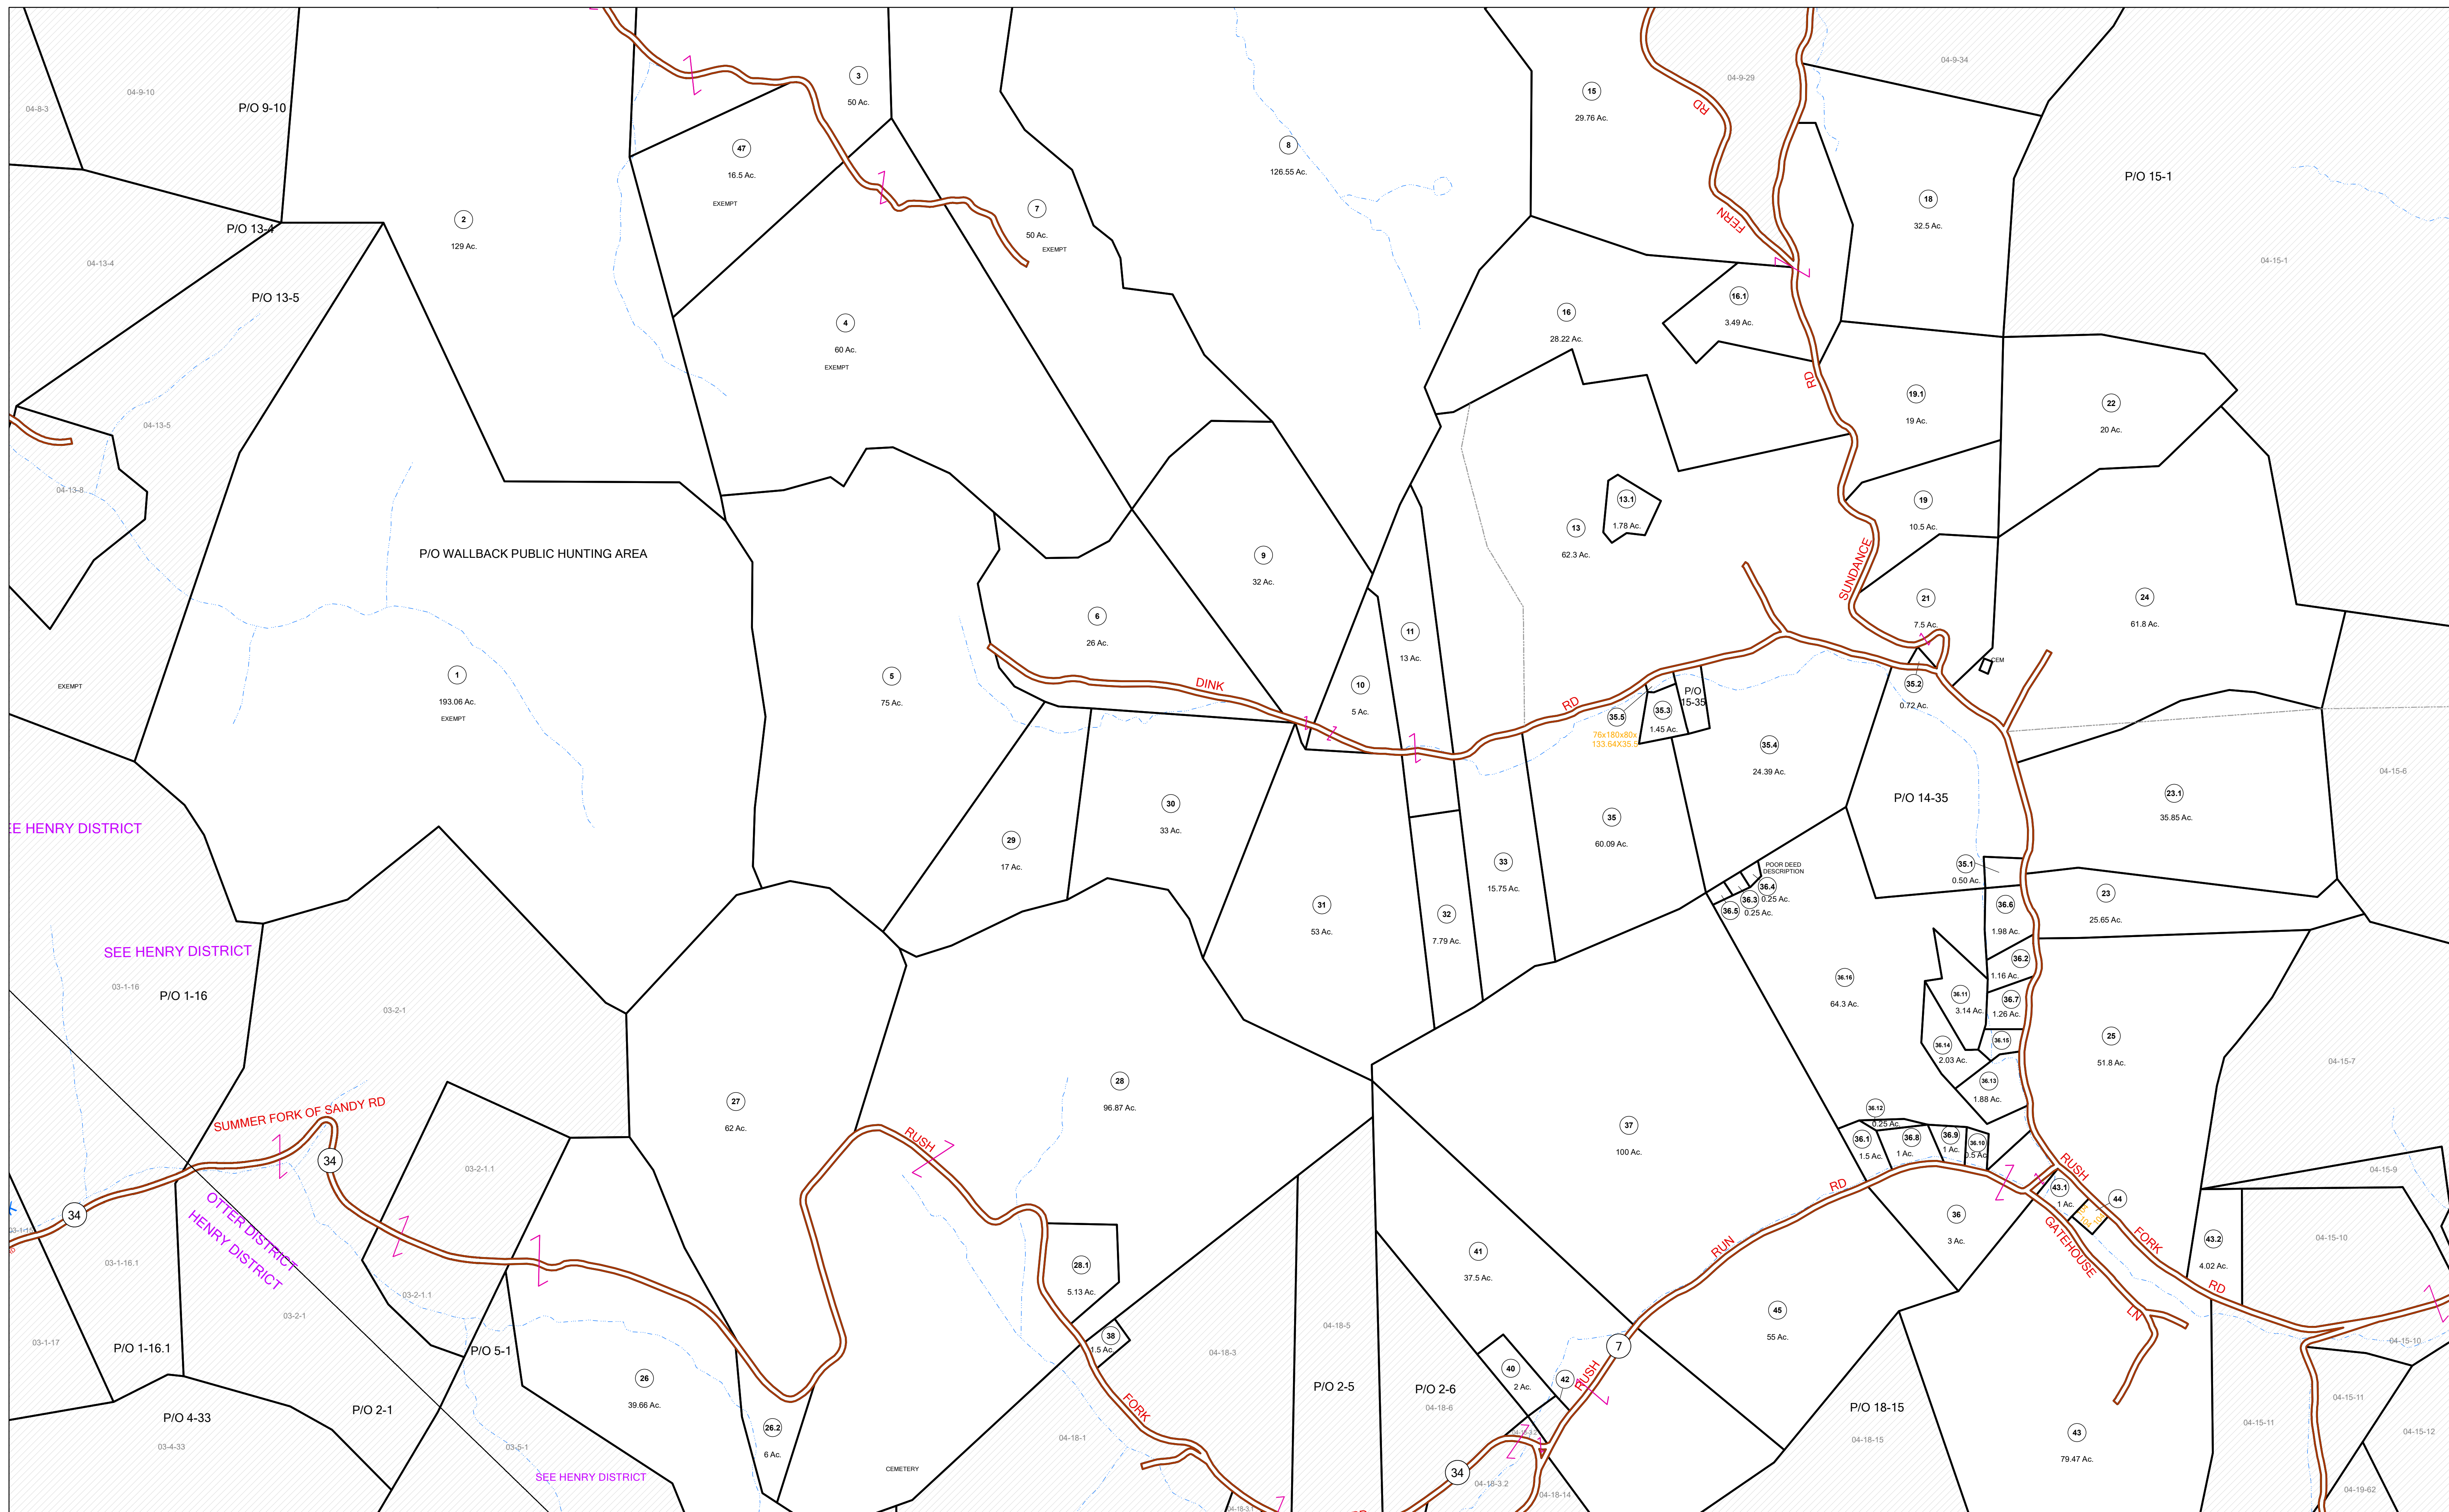 04-8-3
04-9-10
P/O 9-10
3
50 Ac.
47
16.5 Ac.
EXEMPT
2
129 Ac.
7
50 Ac.
EXEMPT
8
126.55 Ac.
15
29.76 Ac.
RD
FERN
04-9-29
04-9-34
18
32.5 Ac.
P/O 15-1
04-15-1
P/O 13-4
04-13-4
P/O 13-5
04-13-5
04-13-8
4
60 Ac.
EXEMPT
16
28.22 Ac.
16.1
3.49 Ac.
RD
19.1
19 Ac.
22
20 Ac.
P/O WALLBACK PUBLIC HUNTING AREA
9
32 Ac.
13
62.3 Ac.
13.1
1.78 Ac.
19
10.5 Ac.
SUNDANCE
21
7.5 Ac.
24
61.8 Ac.
CEM
EXEMPT
1
193.06 Ac.
EXEMPT
5
75 Ac.
6
26 Ac.
DINK
RD
10
5 Ac.
11
13 Ac.
35.5
76x180x80x
133.64X35.5
35.3
1.45 Ac.
P/O
15-35
35.2
0.72 Ac.
35.4
24.39 Ac.
P/O 14-35
23.1
35.85 Ac.
04-15-6
EE HENRY DISTRICT
29
17 Ac.
30
33 Ac.
31
53 Ac.
32
7.79 Ac.
33
15.75 Ac.
35
60.09 Ac.
POOR DEED
DESCRIPTION
36.4
0.25 Ac.
36.3
0.25 Ac.
36.5
35.1
0.50 Ac.
36.6
1.98 Ac.
23
25.65 Ac.
SEE HENRY DISTRICT
03-1-16
P/O 1-16
03-2-1
36.16
64.3 Ac.
36.2
1.16 Ac.
36.11
3.14 Ac.
36.7
1.26 Ac.
36.15
36.14
2.03 Ac.
36.13
1.88 Ac.
25
51.8 Ac.
04-15-7
SUMMER FORK OF SANDY RD
34
34
27
62 Ac.
28
96.87 Ac.
RUSH
37
100 Ac.
36.12
0.25 Ac.
36.1
1.5 Ac.
36.8
1 Ac.
36.9
1 Ac.
36.10
0.5 Ac.
RUSH
FORK
RD
04-15-9
03-2-1.1
OTTER DISTRICT
HENRY DISTRICT
03-1-16.1
03-1-17
P/O 1-16.1
03-2-1
03-2-1.1
P/O 5-1
P/O 2-1
P/O 4-33
03-4-33
03-5-1
SEE HENRY DISTRICT
26
39.66 Ac.
26.2
6 Ac.
CEMETERY
28.1
5.13 Ac.
38
1.5 Ac.
FORK
04-18-1
04-18-3
04-18-5
P/O 2-5
P/O 2-6
04-18-6
41
37.5 Ac.
40
2 Ac.
42
RUSH
RUN
RD
7
34
04-18-3.2
04-18-14
04-18-3.1
36
3 Ac.
45
55 Ac.
43.1
1 Ac.
44
GATEHOUSE
LN
43.2
4.02 Ac.
04-15-10
04-15-10
04-15-11
04-15-11
04-15-12
04-19-62
P/O 18-15
04-18-15
43
79.47 Ac.